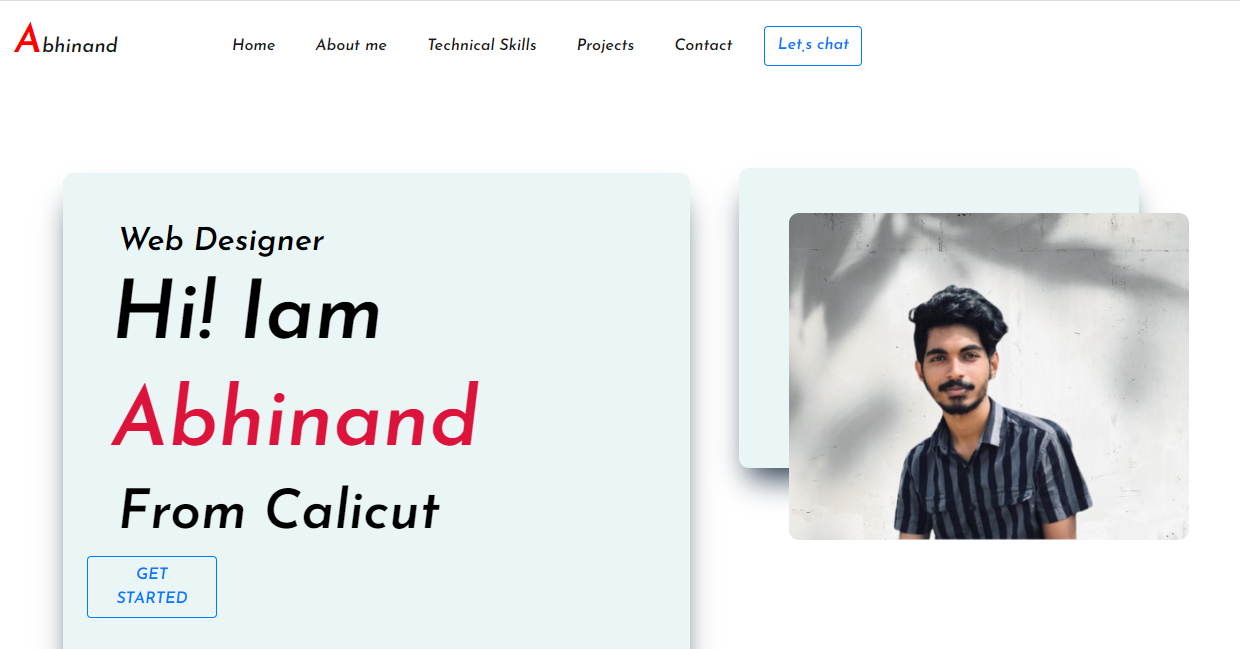 Abhinand
Home About me Technical Skills Projects Contact Let,s chat
Web Designer
Hi! Iam
Abhinand
From Calicut
GET
STARTED